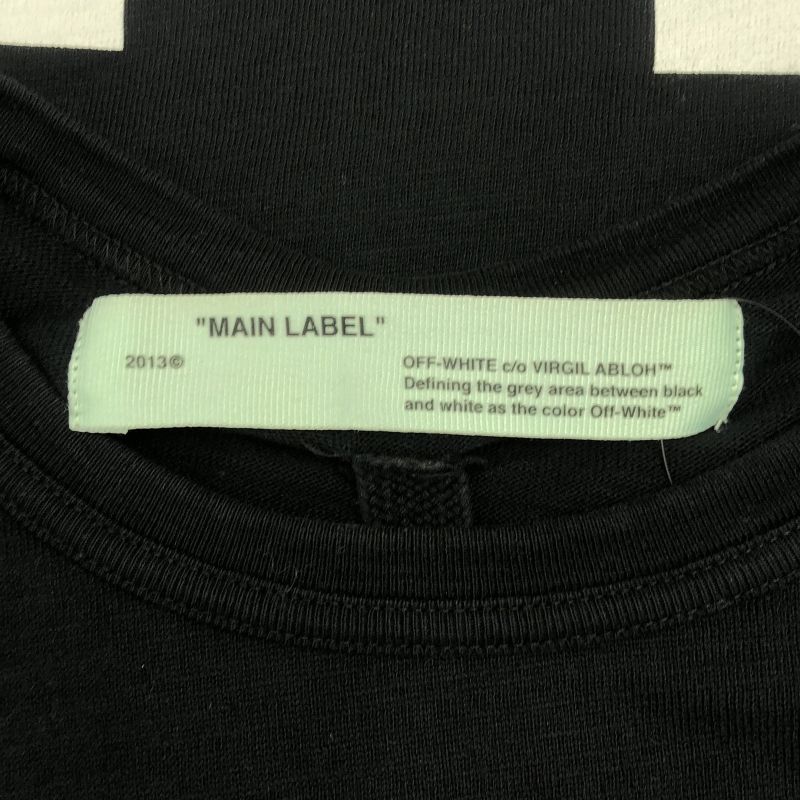 "MAIN LABEL"
2013©
OFF-WHITE c/o VIRGIL ABLOH™
Defining the grey area between black
and white as the color Off-White™